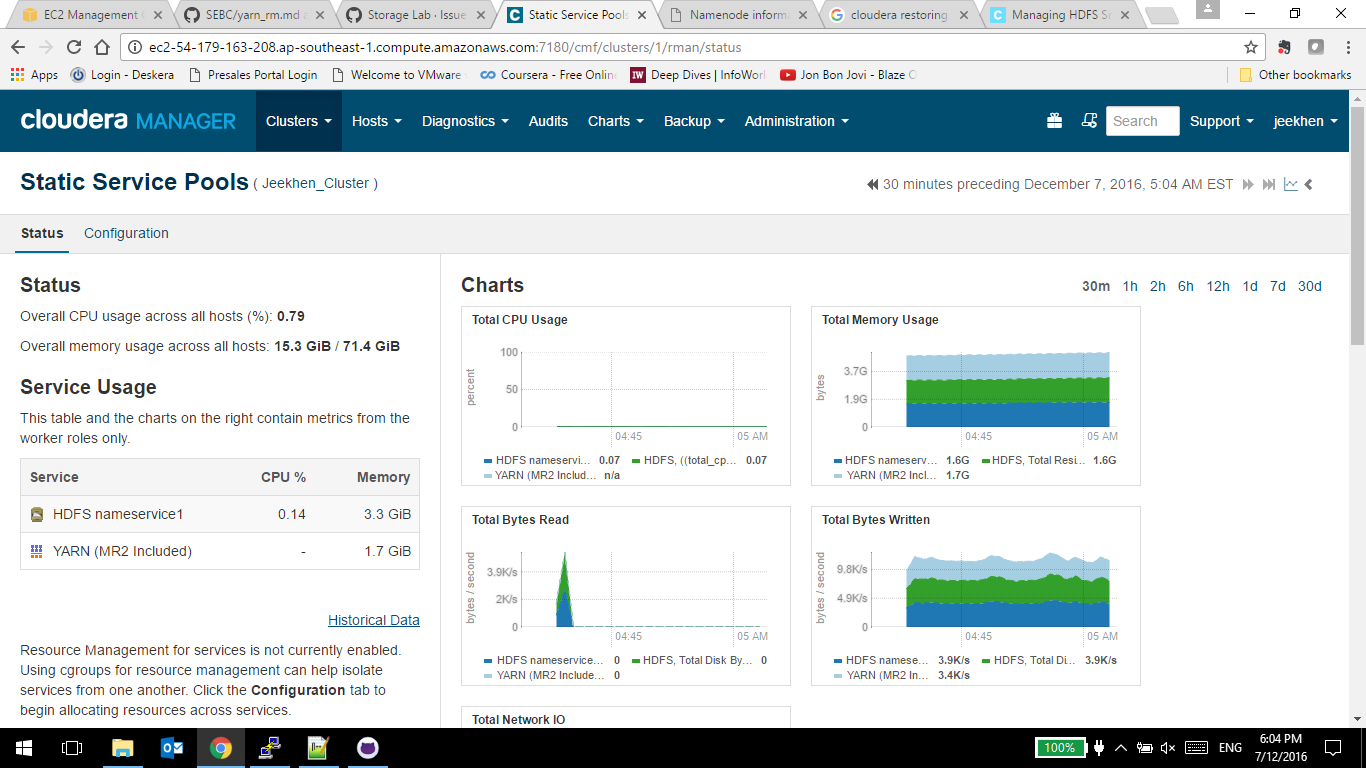 EC2 Management C
SEBC/yarn_rm.md a
Storage Lab · Issue
Static Service Pools
Namenode informa
cloudera restoring
Managing HDFS Sn
ec2-54-179-163-208.ap-southeast-1.compute.amazonaws.com:7180/cmf/clusters/1/rman/status
Apps Login - Deskera Presales Portal Login Welcome to VMware Coursera - Free Onlin IW Deep Dives | InfoWorl Jon Bon Jovi - Blaze O Other bookmarks
cloudera MANAGER Clusters Hosts Diagnostics Audits Charts Backup Administration Search Support jeekhen
Static Service Pools ( Jeekhen_Cluster ) 30 minutes preceding December 7, 2016, 5:04 AM EST
Status Configuration
Status
Overall CPU usage across all hosts (%): 0.79
Overall memory usage across all hosts: 15.3 GiB / 71.4 GiB
Service Usage
This table and the charts on the right contain metrics from the
worker roles only.
Service CPU % Memory
HDFS nameservice1 0.14 3.3 GiB
YARN (MR2 Included) - 1.7 GiB
Historical Data
Resource Management for services is not currently enabled.
Using cgroups for resource management can help isolate
services from one another. Click the Configuration tab to
begin allocating resources across services.
Charts 30m 1h 2h 6h 12h 1d 7d 30d
Total CPU Usage
percent
100
50
0
04:45 05 AM
HDFS nameservi... 0.07 HDFS, ((total_cp... 0.07
YARN (MR2 Includ... n/a
Total Memory Usage
bytes
3.7G
1.9G
0
04:45 05 AM
HDFS nameserv... 1.6G HDFS, Total Resi... 1.6G
YARN (MR2 Incl... 1.7G
Total Bytes Read
bytes / second
3.9K/s
2K/s
0
04:45 05 AM
HDFS nameservice... 0 HDFS, Total Disk By... 0
YARN (MR2 Include... 0
Total Bytes Written
bytes / second
9.8K/s
4.9K/s
0
04:45 05 AM
HDFS namese... 3.9K/s HDFS, Total Di... 3.9K/s
YARN (MR2 In... 3.4K/s
Total Network IO
100% ENG 6:04 PM
7/12/2016